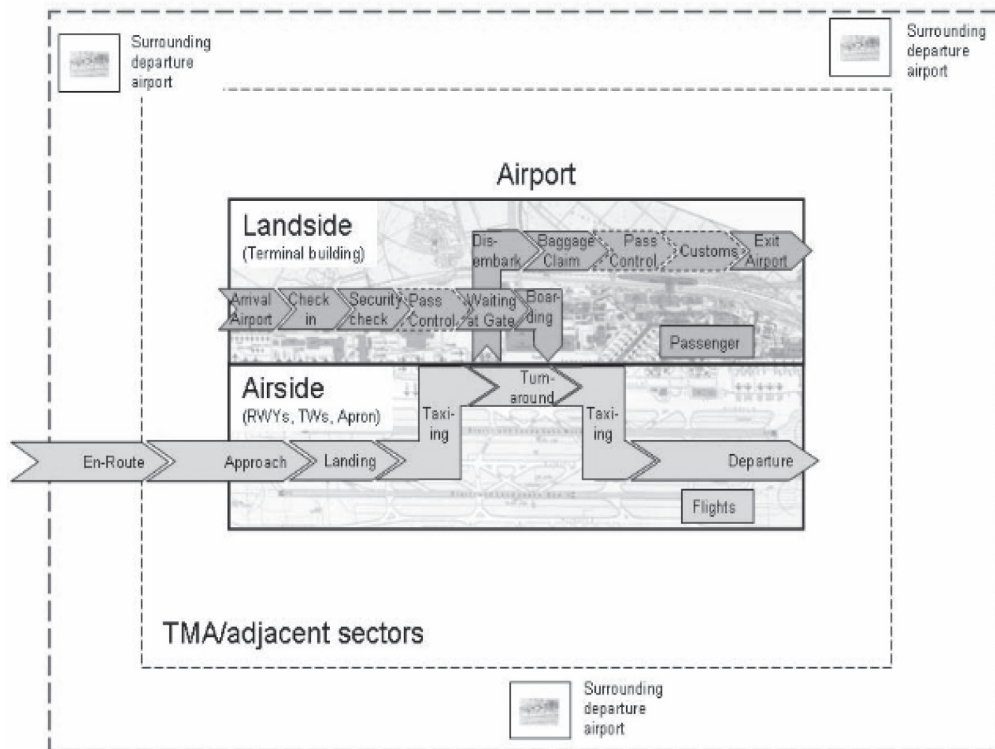 Surrounding
departure
airport
Surrounding
departure
airport
Airport
Landside
(Terminal building)
Dis-
embark
Baggage
Claim
Pass
Control
Customs
Exit
Airport
Arrival
Airport
Check
in
Security
check
Pass
Control
Waiting
at Gate
Boar-
ding
Passenger
Airside
(RWYs, TWs, Apron)
Taxi-
ing
Turn-
around
Taxi-
ing
En-Route
Approach
Landing
Departure
Flights
TMA/adjacent sectors
Surrounding
departure
airport